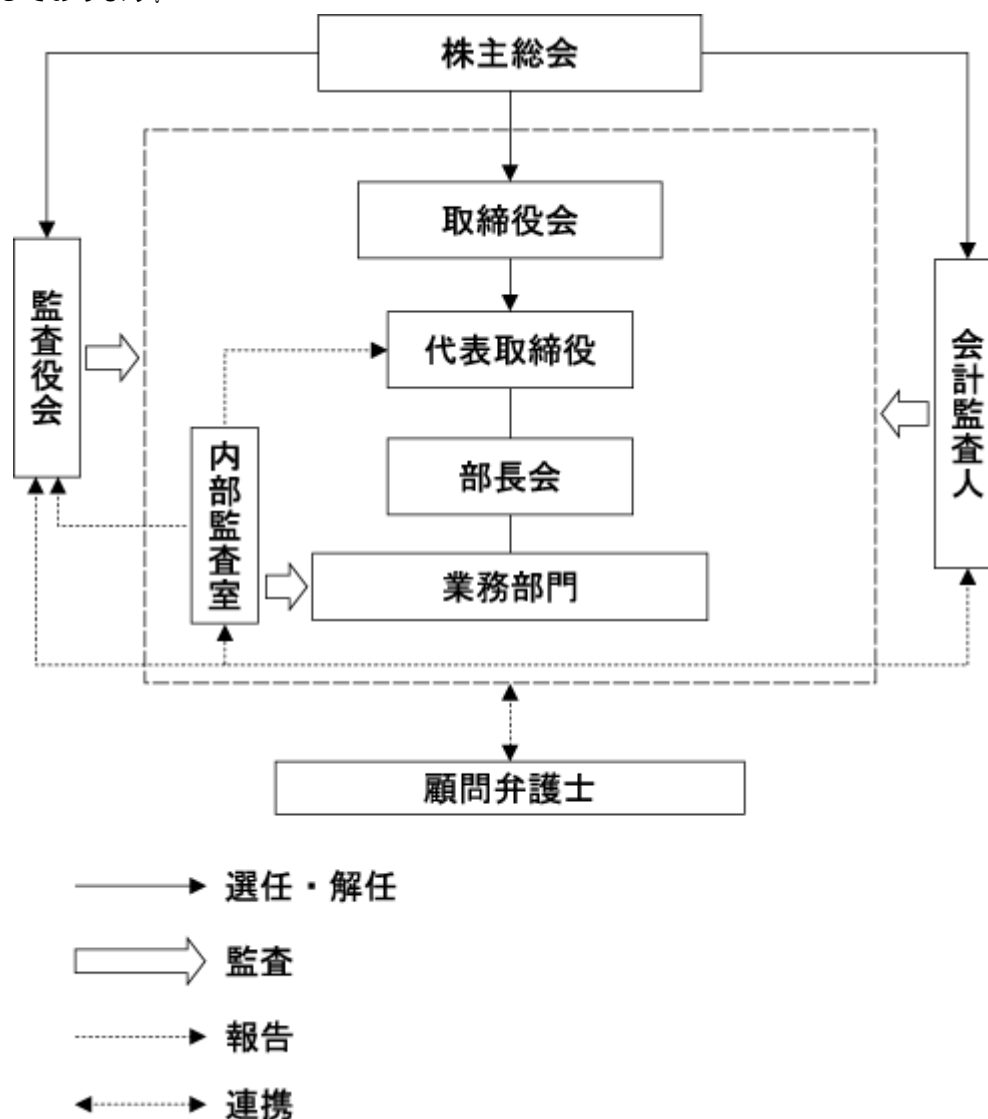 株主総会
取締役会
監査役会
代表取締役
会計監査人
内部監査室
部長会
業務部門
顧問弁護士
選任・解任
監査
報告
連携